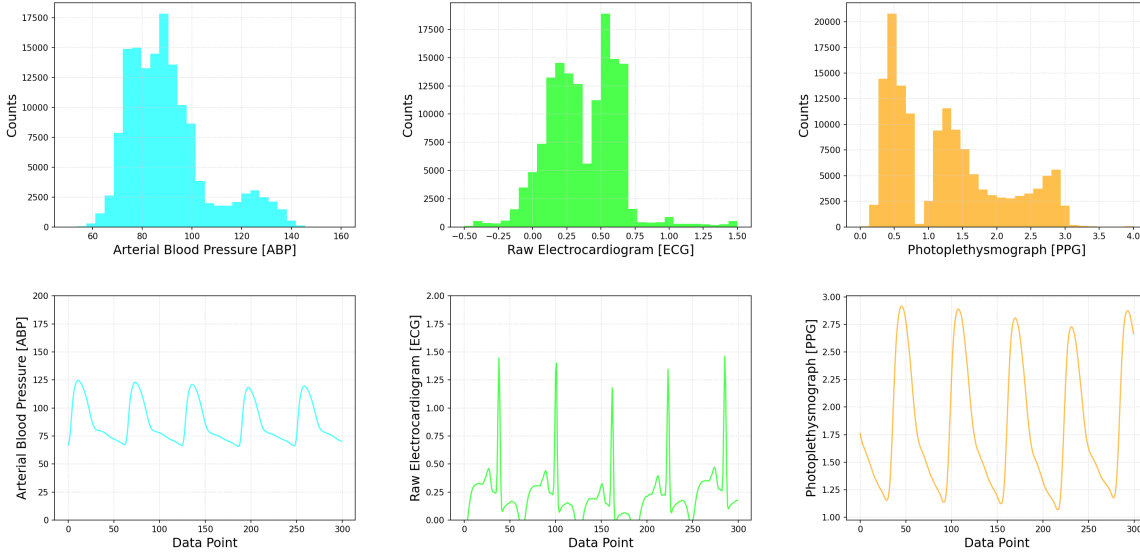 17500
15000
12500
10000
7500
5000
2500
0
Counts
60 80 100 120 140 160
Arterial Blood Pressure [ABP]
17500
15000
12500
10000
7500
5000
2500
0
Counts
−0.50 −0.25 0.00 0.25 0.50 0.75 1.00 1.25 1.50
Raw Electrocardiogram [ECG]
20000
17500
15000
12500
10000
7500
5000
2500
0
Counts
0.0 0.5 1.0 1.5 2.0 2.5 3.0 3.5 4.0
Photoplethysmograph [PPG]
200
175
150
125
100
75
50
25
0
Arterial Blood Pressure [ABP]
0 50 100 150 200 250 300
Data Point
2.00
1.75
1.50
1.25
1.00
0.75
0.50
0.25
0.00
Raw Electrocardiogram [ECG]
0 50 100 150 200 250 300
Data Point
3.00
2.75
2.50
2.25
2.00
1.75
1.50
1.25
1.00
Photoplethysmograph [PPG]
0 50 100 150 200 250 300
Data Point